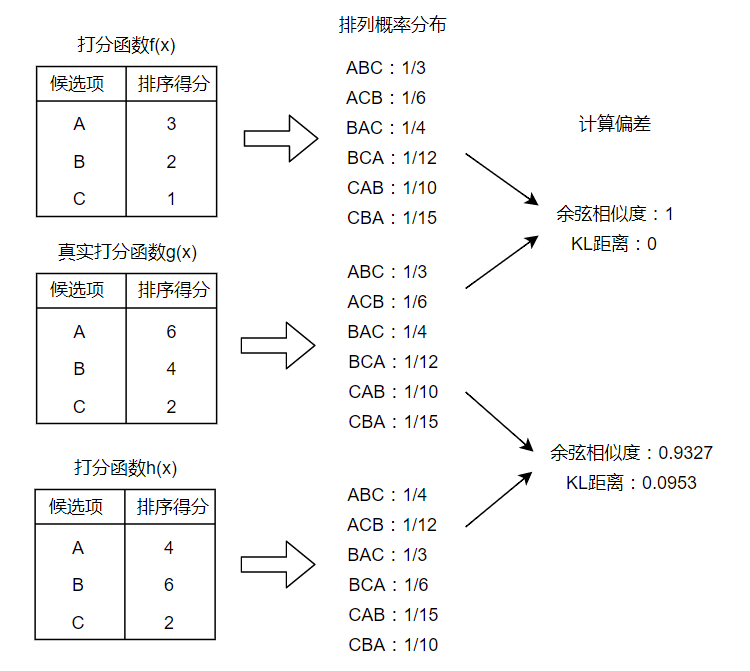 排列概率分布
打分函数f(x)
候选项 排序得分
A 3
B 2
C 1
ABC：1/3
ACB：1/6
BAC：1/4
BCA：1/12
CAB：1/10
CBA：1/15
计算偏差
余弦相似度：1
KL距离：0
真实打分函数g(x)
候选项 排序得分
A 6
B 4
C 2
ABC：1/3
ACB：1/6
BAC：1/4
BCA：1/12
CAB：1/10
CBA：1/15
余弦相似度：0.9327
KL距离：0.0953
打分函数h(x)
候选项 排序得分
A 4
B 6
C 2
ABC：1/4
ACB：1/12
BAC：1/3
BCA：1/6
CAB：1/15
CBA：1/10